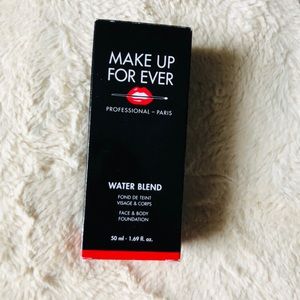 MAKE UP
FOR EVER
PROFESSIONAL – PARIS
WATER BLEND
FOND DE TEINT
VISAGE & CORPS
FACE & BODY
FOUNDATION
50 ml - 1.69 fl. oz.